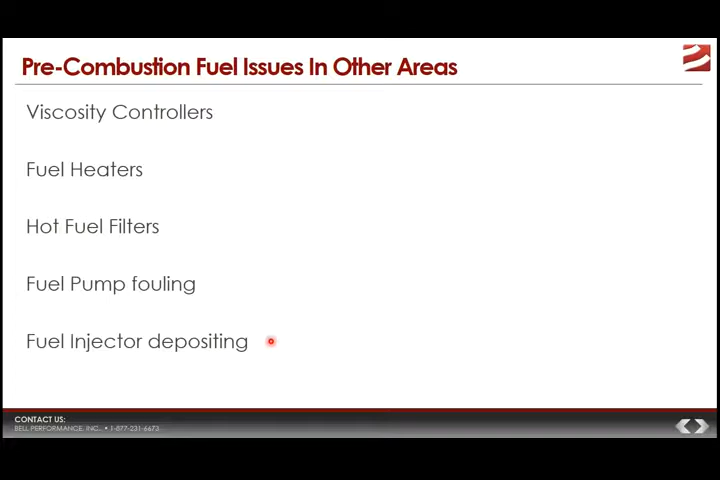 Pre-Combustion Fuel Issues In Other Areas
Viscosity Controllers
Fuel Heaters
Hot Fuel Filters
Fuel Pump fouling
Fuel Injector depositing
CONTACT US:
BELL PERFORMANCE, INC., • 1-877-231-6673